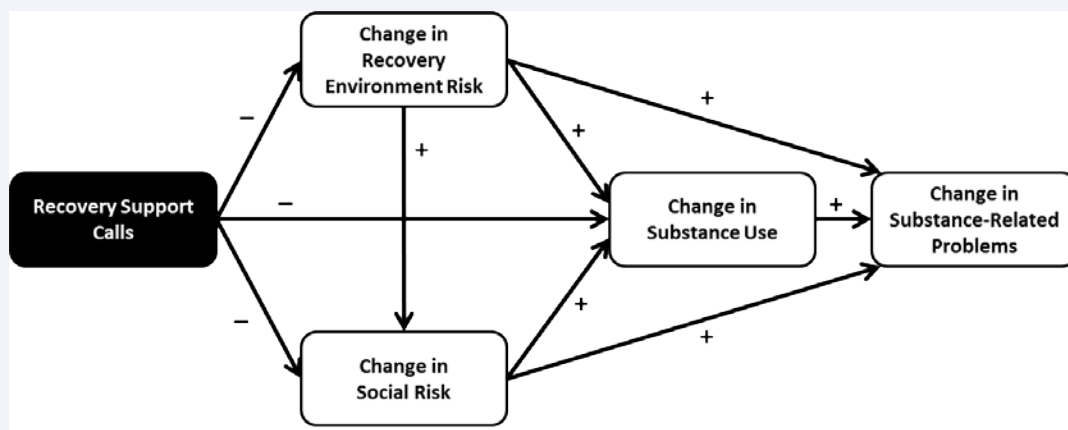 Change in
Recovery
Environment Risk
–
+
+
+
Recovery Support
Calls
–
Change in
Substance Use
+
Change in
Substance-Related
Problems
–
+
+
Change in
Social Risk